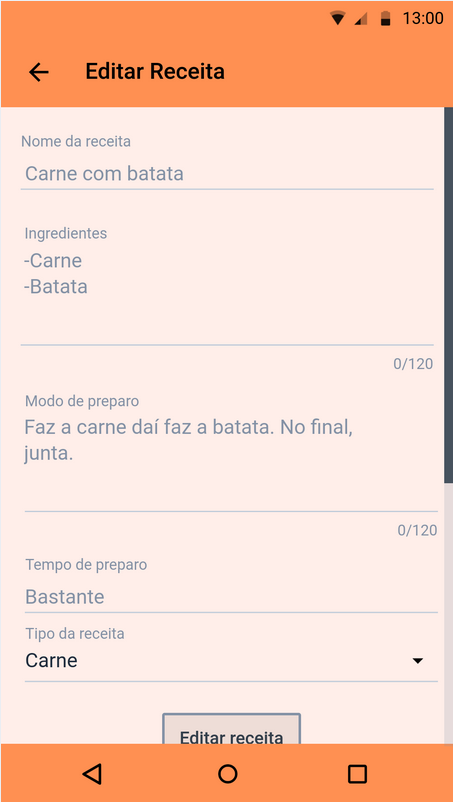 13:00
Editar Receita
Nome da receita
Carne com batata
Ingredientes
-Carne
-Batata
0/120
Modo de preparo
Faz a carne daí faz a batata. No final,
junta.
0/120
Tempo de preparo
Bastante
Tipo da receita
Carne
Editar receita